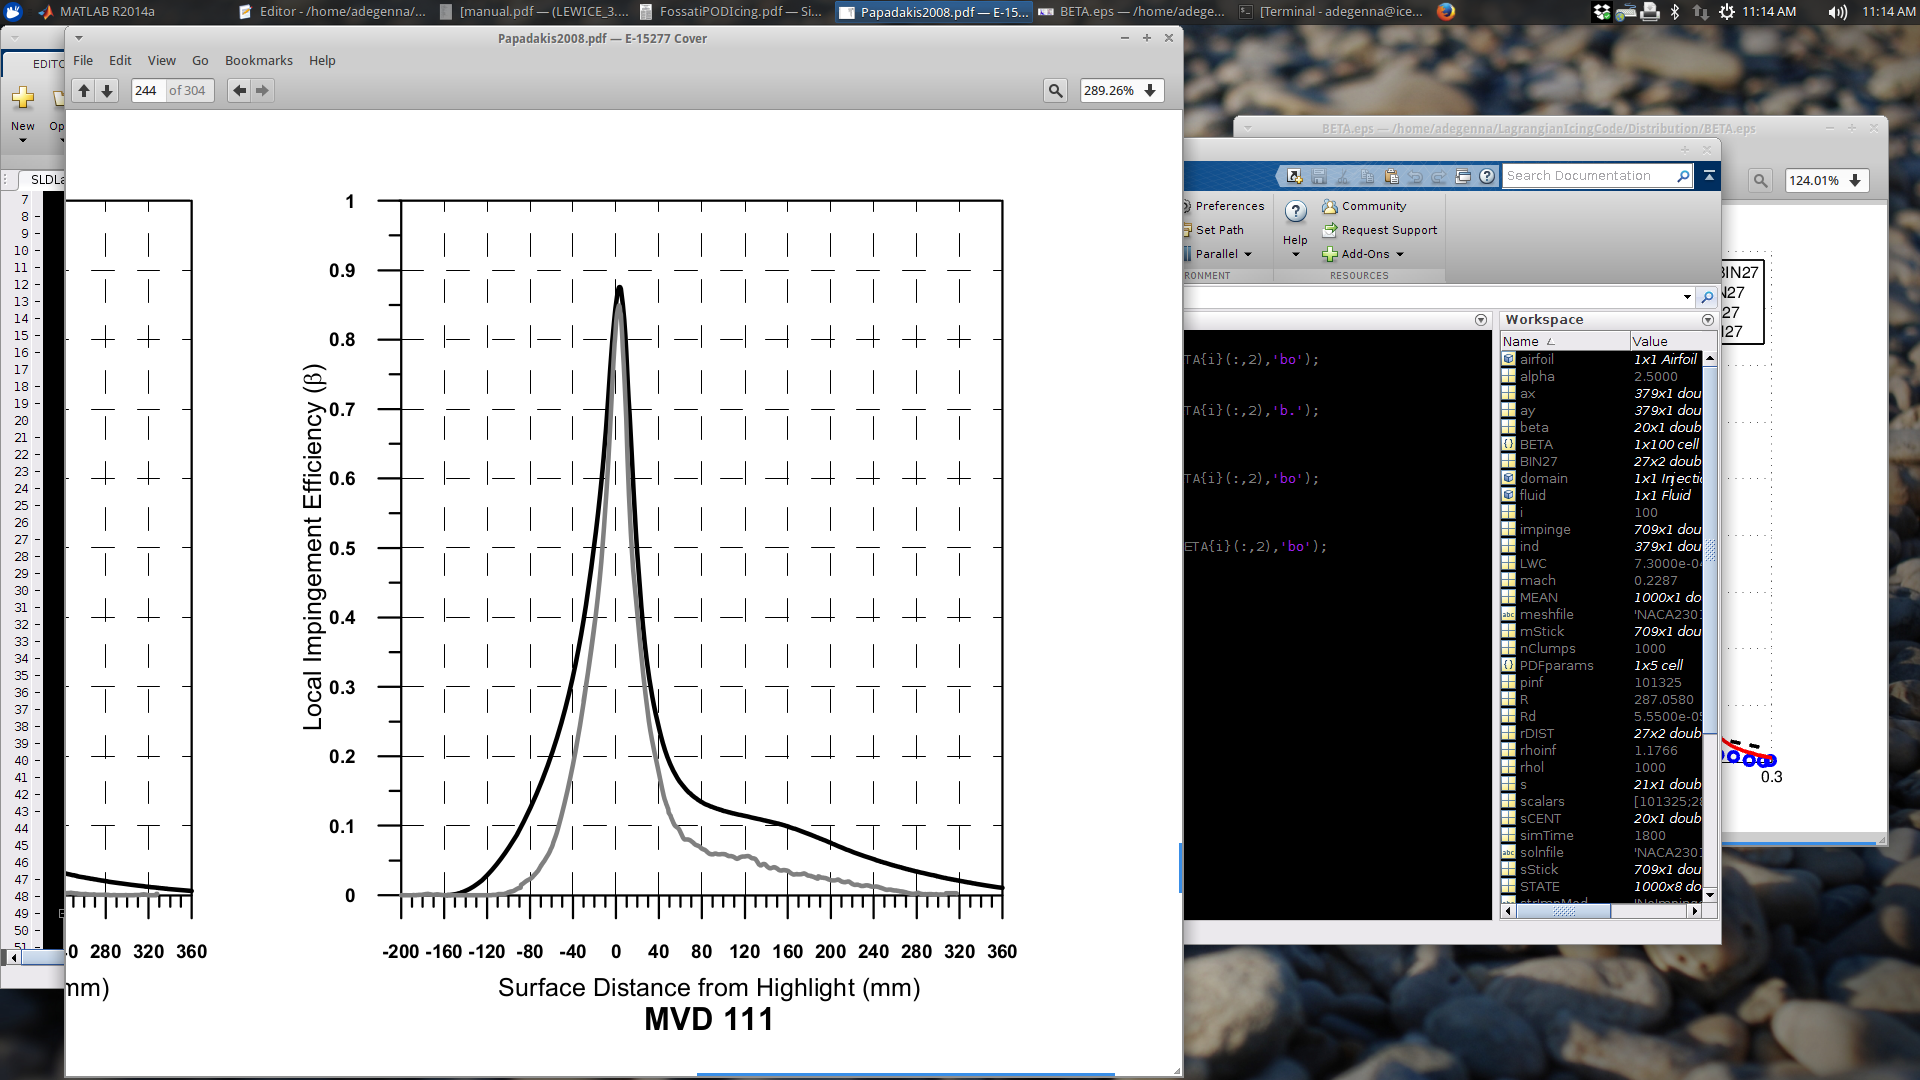 MATLAB R2014a
Editor - /home/adegenna/...
[manual.pdf — (LEWICE_3....
FossatiPODIcing.pdf — Si...
Papadakis2008.pdf — E-15...
BETA.eps — /home/adege...
[Terminal - adegenna@ice...
11:14 AM
11:14 AM
Papadakis2008.pdf — E-15277 Cover
File Edit View Go Bookmarks Help
244 of 304
289.26%
EDITO
New
Op
SLDLa
7
8
9
10
11
12
13
14
15
16
17
18
19
20
21
22
23
24
25
26
27
28
29
30
31
32
33
34
35
36
37
38
39
40
41
42
43
44
45
46
47
48
49
50
51
280 320 360
mm)
1
0.9
0.8
0.7
0.6
0.5
0.4
0.3
0.2
0.1
0
Local Impingement Efficiency (β)
-200 -160 -120 -80 -40 0 40 80 120 160 200 240 280 320 360
Surface Distance from Highlight (mm)
MVD 111
BETA.eps — /home/adegenna/LagrangianIcingCode/Distribution/BETA.eps
124.01%
Search Documentation
Preferences
Set Path
Parallel
RONMENT
Help
Community
Request Support
Add-Ons
RESOURCES
TA{i}(:,2),'bo');
TA{i}(:,2),'b.');
TA{i}(:,2),'bo');
ETA{i}(:,2),'bo');
Workspace
Name Value
airfoil 1x1 Airfoil
alpha 2.5000
ax 379x1 dou
ay 379x1 dou
beta 20x1 doub
BETA 1x100 cell
BIN27 27x2 doub
domain 1x1 Injectio
fluid 1x1 Fluid
i 100
impinge 709x1 dou
ind 379x1 dou
LWC 7.3000e-04
mach 0.2287
MEAN 1000x1 do
meshfile 'NACA2301
mStick 709x1 dou
nClumps 1000
PDFparams 1x5 cell
pinf 101325
R 287.0580
Rd 5.5500e-05
rDIST 27x2 doub
rhoinf 1.1766
rhol 1000
s 21x1 doub
scalars [101325;28
sCENT 20x1 doub
simTime 1800
solnfile 'NACA2301
sStick 709x1 dou
STATE 1000x8 do
BIN27
N27
27
127
0.3